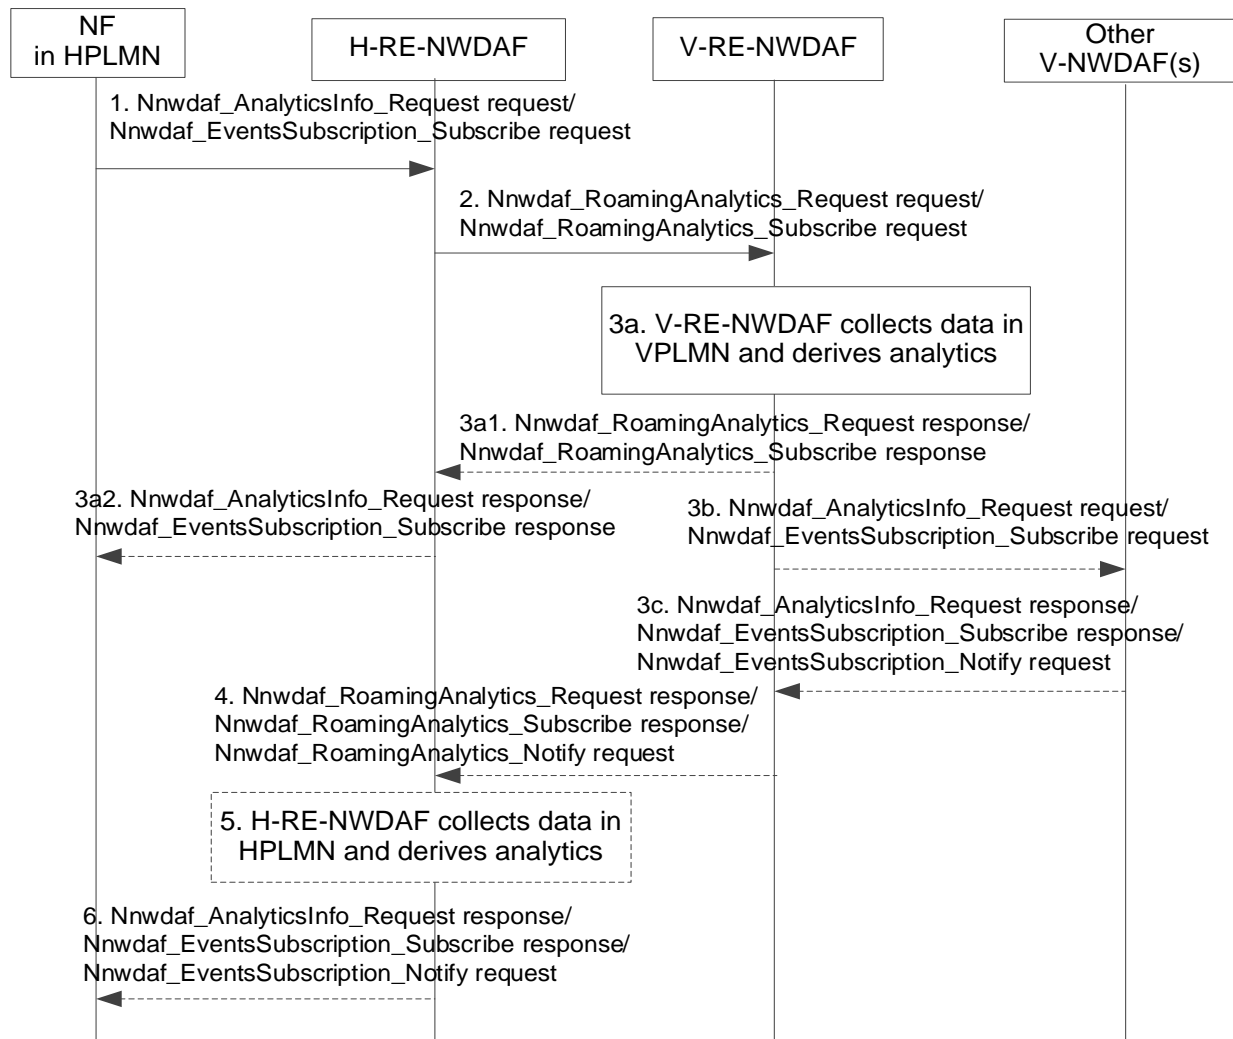 NF
in HPLMN
H-RE-NWDAF
V-RE-NWDAF
Other
V-NWDAF(s)
1. Nnwdaf_AnalyticsInfo_Request request/
Nnwdaf_EventsSubscription_Subscribe request
2. Nnwdaf_RoamingAnalytics_Request request/
Nnwdaf_RoamingAnalytics_Subscribe request
3a. V-RE-NWDAF collects data in
VPLMN and derives analytics
3a1. Nnwdaf_RoamingAnalytics_Request response/
Nnwdaf_RoamingAnalytics_Subscribe response
3a2. Nnwdaf_AnalyticsInfo_Request response/
Nnwdaf_EventsSubscription_Subscribe response
3b. Nnwdaf_AnalyticsInfo_Request request/
Nnwdaf_EventsSubscription_Subscribe request
3c. Nnwdaf_AnalyticsInfo_Request response/
Nnwdaf_EventsSubscription_Subscribe response/
Nnwdaf_EventsSubscription_Notify request
4. Nnwdaf_RoamingAnalytics_Request response/
Nnwdaf_RoamingAnalytics_Subscribe response/
Nnwdaf_RoamingAnalytics_Notify request
5. H-RE-NWDAF collects data in
HPLMN and derives analytics
6. Nnwdaf_AnalyticsInfo_Request response/
Nnwdaf_EventsSubscription_Subscribe response/
Nnwdaf_EventsSubscription_Notify request